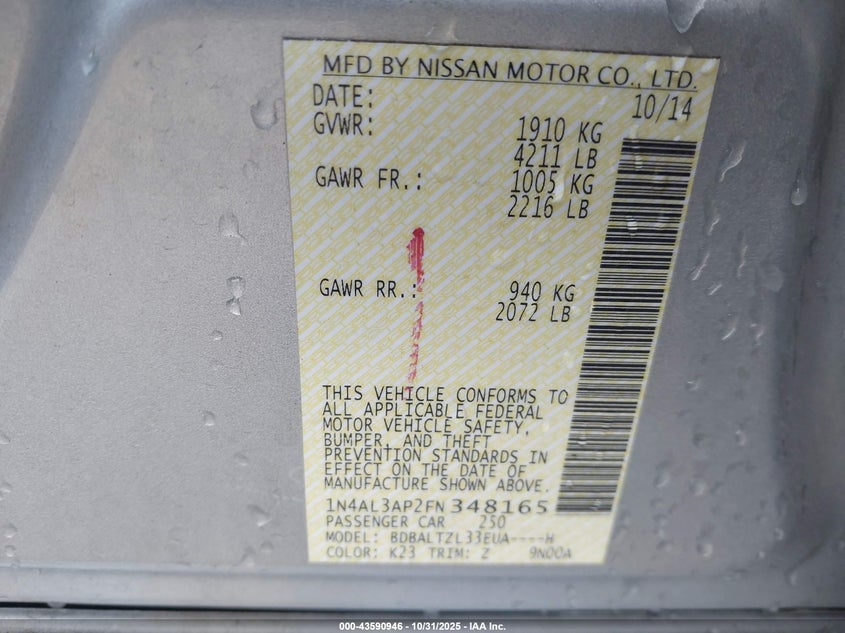 MFD BY NISSAN MOTOR CO., LTD.
DATE: 10/14
GVWR: 1910 KG
4211 LB
GAWR FR.: 1005 KG
2216 LB
GAWR RR.: 940 KG
2072 LB
THIS VEHICLE CONFORMS TO
ALL APPLICABLE FEDERAL
MOTOR VEHICLE SAFETY,
BUMPER, AND THEFT
PREVENTION STANDARDS IN
EFFECT ON THE DATE OF
MANUFACTURE SHOWN ABOVE.
1N4AL3AP2FN348165
PASSENGER CAR 250
MODEL: BDBALTZL33EUA----H
COLOR: K23 TRIM: Z 9N00A
000-43590946 - 10/31/2025 - IAA Inc.